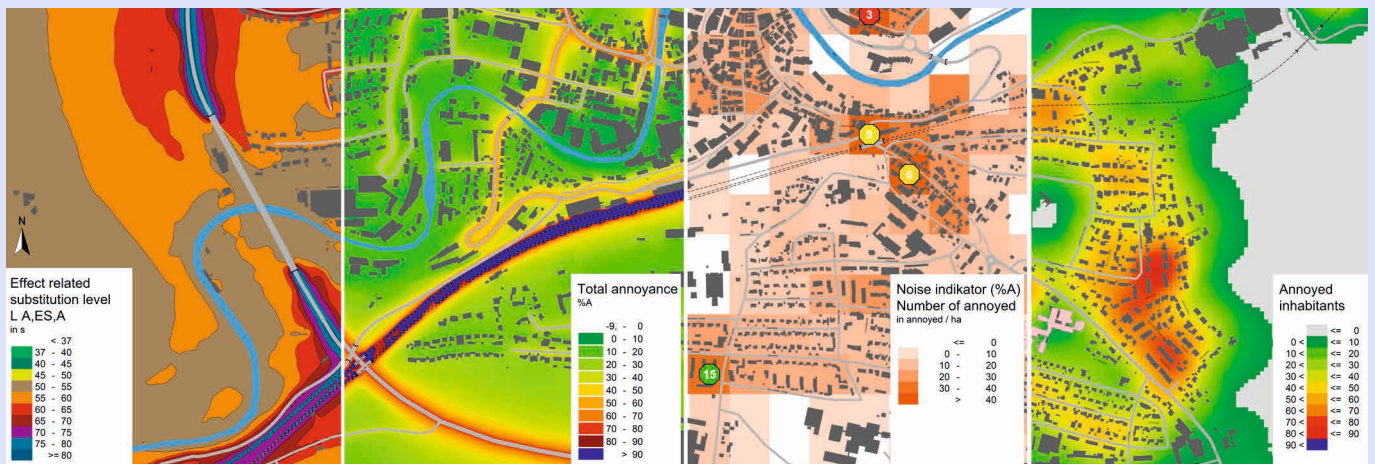 N
Effect related
substitution level
L A,ES,A
in s
< 37
37 - 40
40 - 45
45 - 50
50 - 55
55 - 60
60 - 65
65 - 70
70 - 75
75 - 80
>= 80
Total annoyance
%A
-9, - 0
0 - 10
10 - 20
20 - 30
30 - 40
40 - 50
50 - 60
60 - 70
70 - 80
80 - 90
> 90
3
9
6
15
Noise indikator (%A)
Number of annoyed
in annoyed / ha
<= 0
0 - 10
10 - 20
20 - 30
30 - 40
> 40
Annoyed
inhabitants
<= 0
0 < <= 10
10 < <= 20
20 < <= 30
30 < <= 40
40 < <= 50
50 < <= 60
60 < <= 70
70 < <= 80
80 < <= 90
90 <